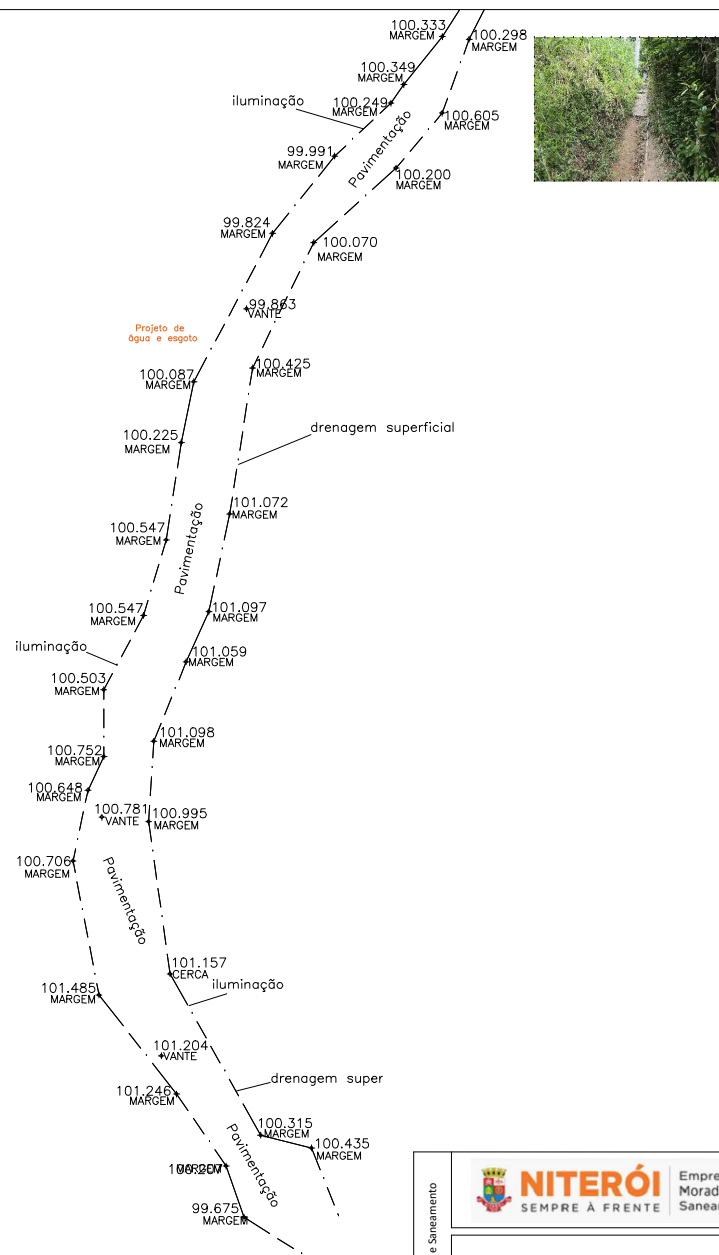 100.333
MARGEM
100.298
MARGEM
100.349
MARGEM
iluminação
100.249
MARGEM
100.605
MARGEM
Pavimentação
99.991
MARGEM
100.200
MARGEM
99.824
MARGEM
100.070
MARGEM
99.863
VANTE
Projeto de
água e esgoto
100.087
MARGEM
100.425
MARGEM
100.225
MARGEM
drenagem superficial
101.072
MARGEM
100.547
MARGEM
Pavimentação
100.547
MARGEM
101.097
MARGEM
iluminação
101.059
MARGEM
100.503
MARGEM
101.098
MARGEM
100.752
MARGEM
100.648
MARGEM
100.781
VANTE
100.995
MARGEM
100.706
MARGEM
Pavimentação
101.157
CERCA
iluminação
101.485
MARGEM
101.204
VANTE
drenagem super
101.246
MARGEM
100.315
MARGEM
100.435
MARGEM
Pavimentação
MARGEM
99.675
MARGEM
e Saneamento
NITERÓI
SEMPRE À FRENTE
Empre
Morad
Sanea